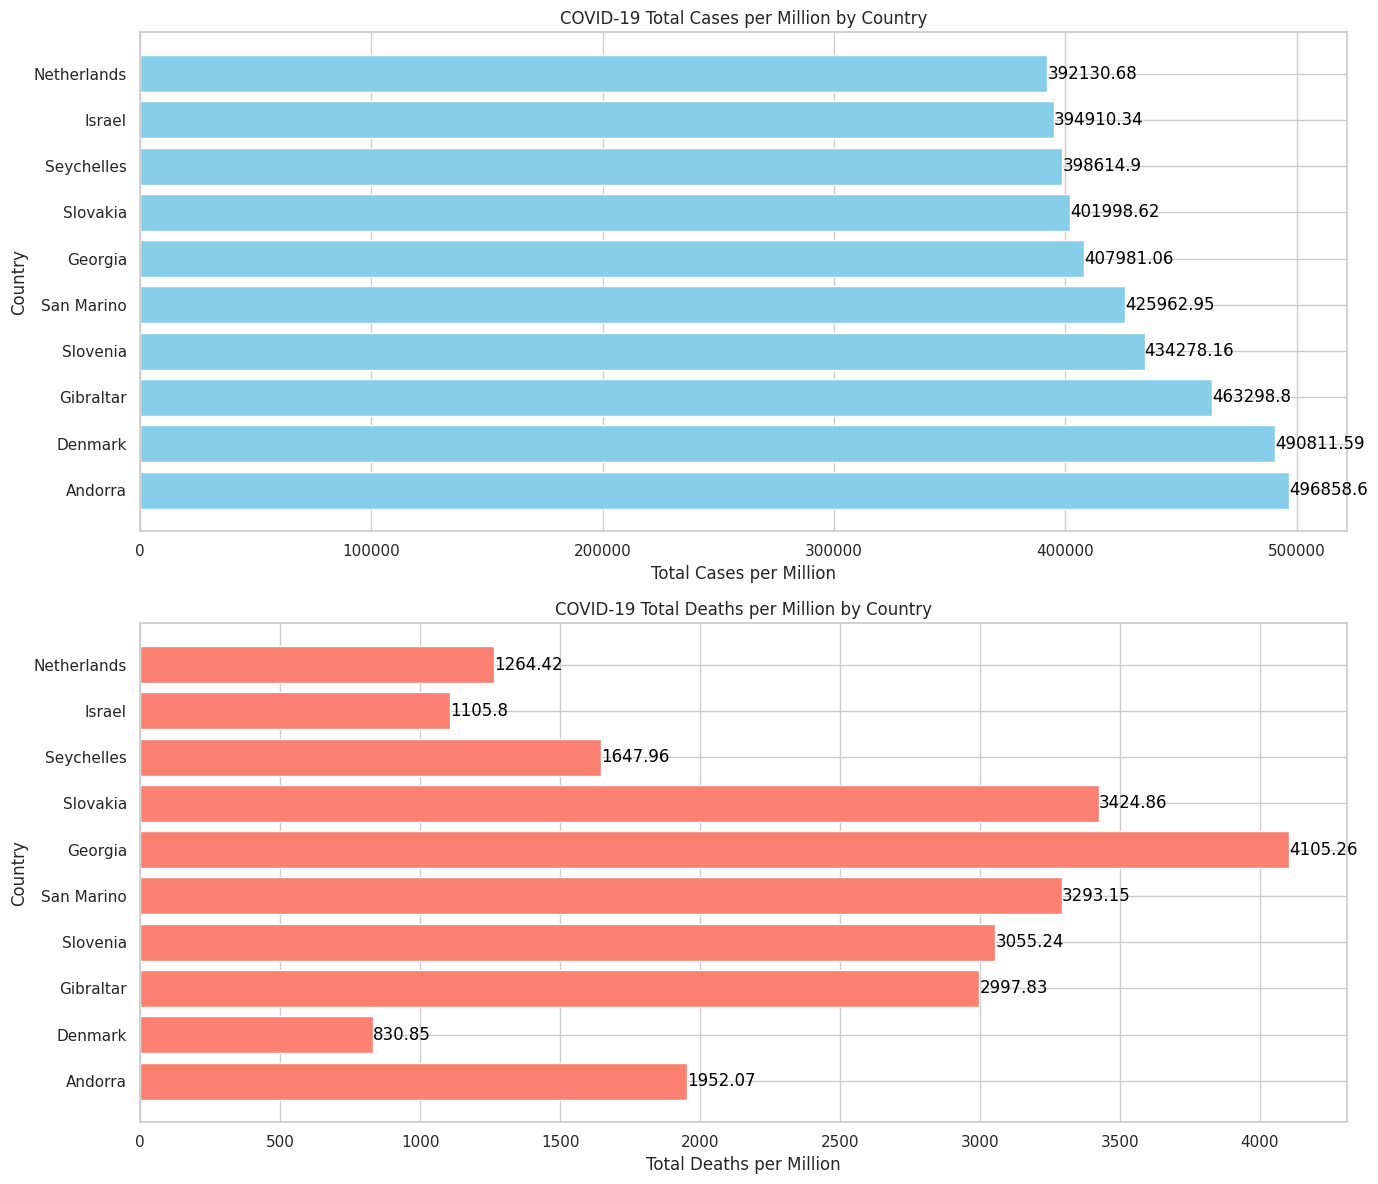 COVID-19 Total Cases per Million by Country
Country
Netherlands 392130.68
Israel 394910.34
Seychelles 398614.9
Slovakia 401998.62
Georgia 407981.06
San Marino 425962.95
Slovenia 434278.16
Gibraltar 463298.8
Denmark 490811.59
Andorra 496858.6
0 100000 200000 300000 400000 500000
Total Cases per Million
COVID-19 Total Deaths per Million by Country
Country
Netherlands 1264.42
Israel 1105.8
Seychelles 1647.96
Slovakia 3424.86
Georgia 4105.26
San Marino 3293.15
Slovenia 3055.24
Gibraltar 2997.83
Denmark 830.85
Andorra 1952.07
0 500 1000 1500 2000 2500 3000 3500 4000
Total Deaths per Million